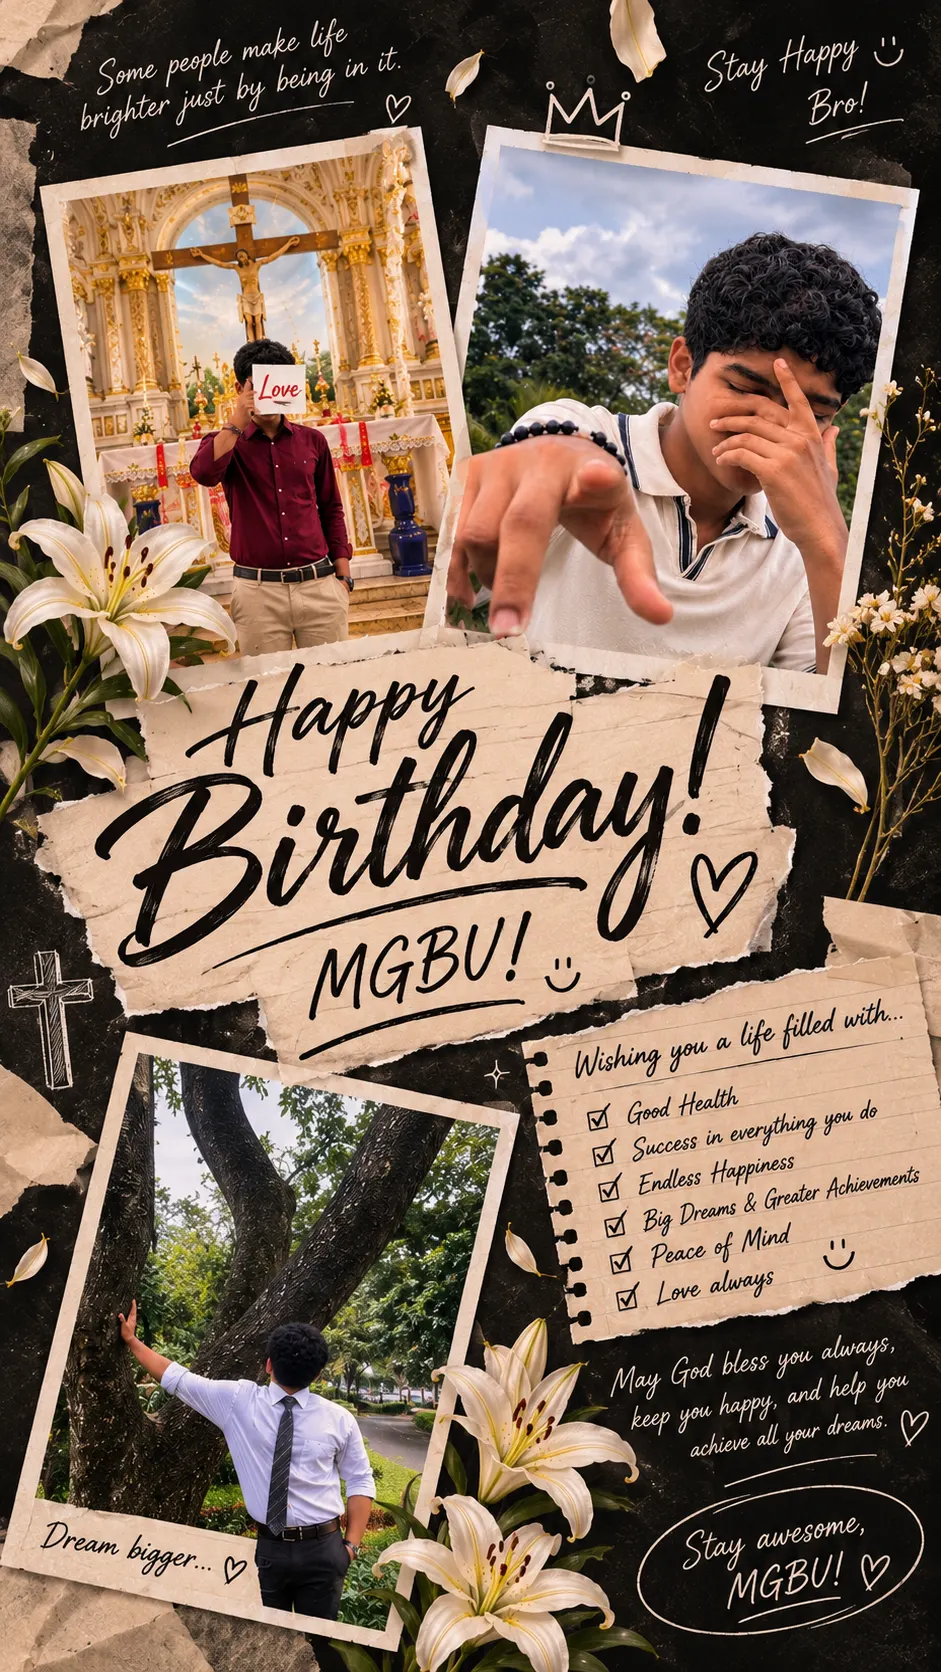 Some people make life
brighter just by being in it.
Stay Happy
Bro!
Love
Happy
Birthday!
MGBU!
Wishing you a life filled with...
Good Health
Success in everything you do
Endless Happiness
Big Dreams & Greater Achievements
Peace of Mind
Love always
Dream bigger...
May God bless you always,
keep you happy, and help you
achieve all your dreams.
Stay awesome,
MGBU!